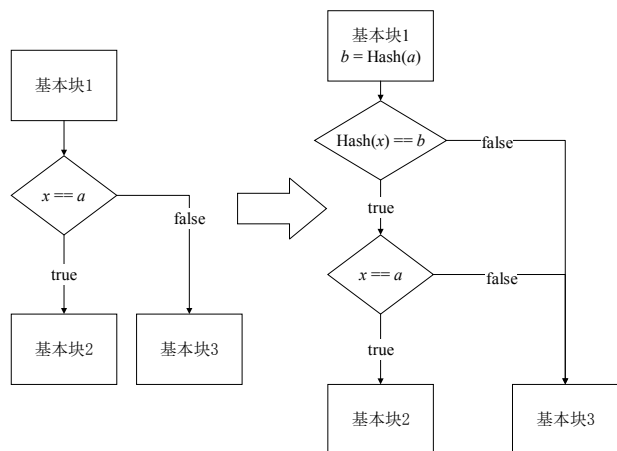 基本块1
x == a
false
true
基本块2
基本块3
基本块1
b = Hash(a)
Hash(x) == b
false
true
x == a
false
true
基本块2
基本块3